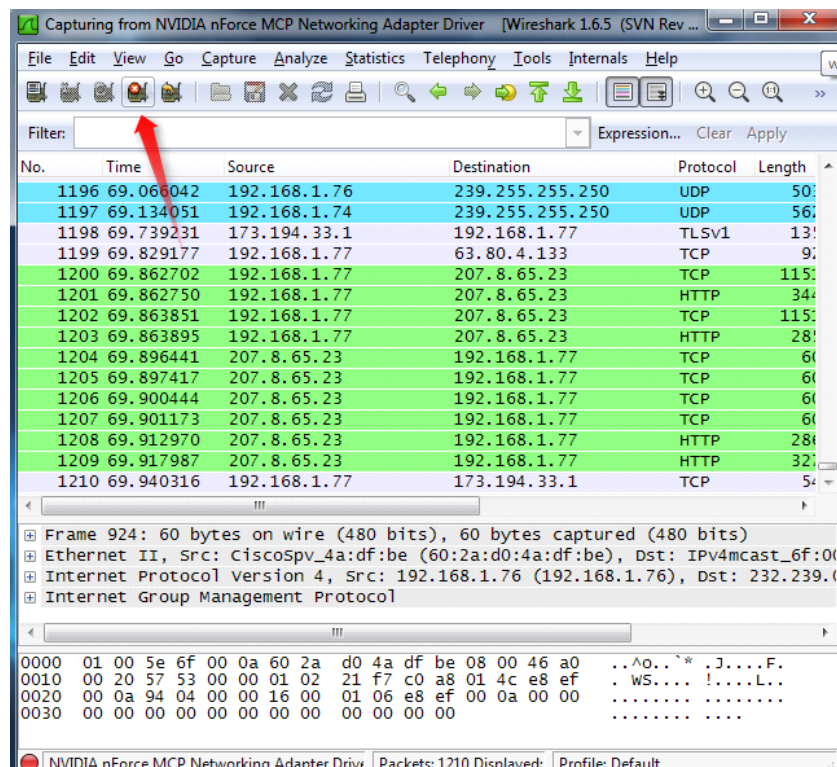 Capturing from NVIDIA nForce MCP Networking Adapter Driver [Wireshark 1.6.5 (SVN Rev ...
File Edit View Go Capture Analyze Statistics Telephony Tools Internals Help
Filter: Expression... Clear Apply
No. Time Source Destination Protocol Length
1196 69.066042 192.168.1.76 239.255.255.250 UDP 503
1197 69.134051 192.168.1.74 239.255.255.250 UDP 562
1198 69.739231 173.194.33.1 192.168.1.77 TLSv1 135
1199 69.829177 192.168.1.77 63.80.4.133 TCP 92
1200 69.862702 192.168.1.77 207.8.65.23 TCP 1151
1201 69.862750 192.168.1.77 207.8.65.23 HTTP 344
1202 69.863851 192.168.1.77 207.8.65.23 TCP 1151
1203 69.863895 192.168.1.77 207.8.65.23 HTTP 285
1204 69.896441 207.8.65.23 192.168.1.77 TCP 60
1205 69.897417 207.8.65.23 192.168.1.77 TCP 60
1206 69.900444 207.8.65.23 192.168.1.77 TCP 60
1207 69.901173 207.8.65.23 192.168.1.77 TCP 60
1208 69.912970 207.8.65.23 192.168.1.77 HTTP 286
1209 69.917987 207.8.65.23 192.168.1.77 HTTP 327
1210 69.940316 192.168.1.77 173.194.33.1 TCP 54
Frame 924: 60 bytes on wire (480 bits), 60 bytes captured (480 bits)
Ethernet II, Src: CiscoSpv_4a:df:be (60:2a:d0:4a:df:be), Dst: IPv4mcast_6f:00
Internet Protocol Version 4, Src: 192.168.1.76 (192.168.1.76), Dst: 232.239.0
Internet Group Management Protocol
0000 01 00 5e 6f 00 0a 60 2a d0 4a df be 08 00 46 a0 ..^o..`* .J....F.
0010 00 20 57 53 00 00 01 02 21 f7 c0 a8 01 4c e8 ef . WS.... !....L..
0020 00 0a 94 04 00 00 16 00 01 06 e8 ef 00 0a 00 00 ........ ........
0030 00 00 00 00 00 00 00 00 00 00 00 00 ........ ....
NVIDIA nForce MCP Networking Adapter Drive Packets: 1210 Displayed: Profile: Default